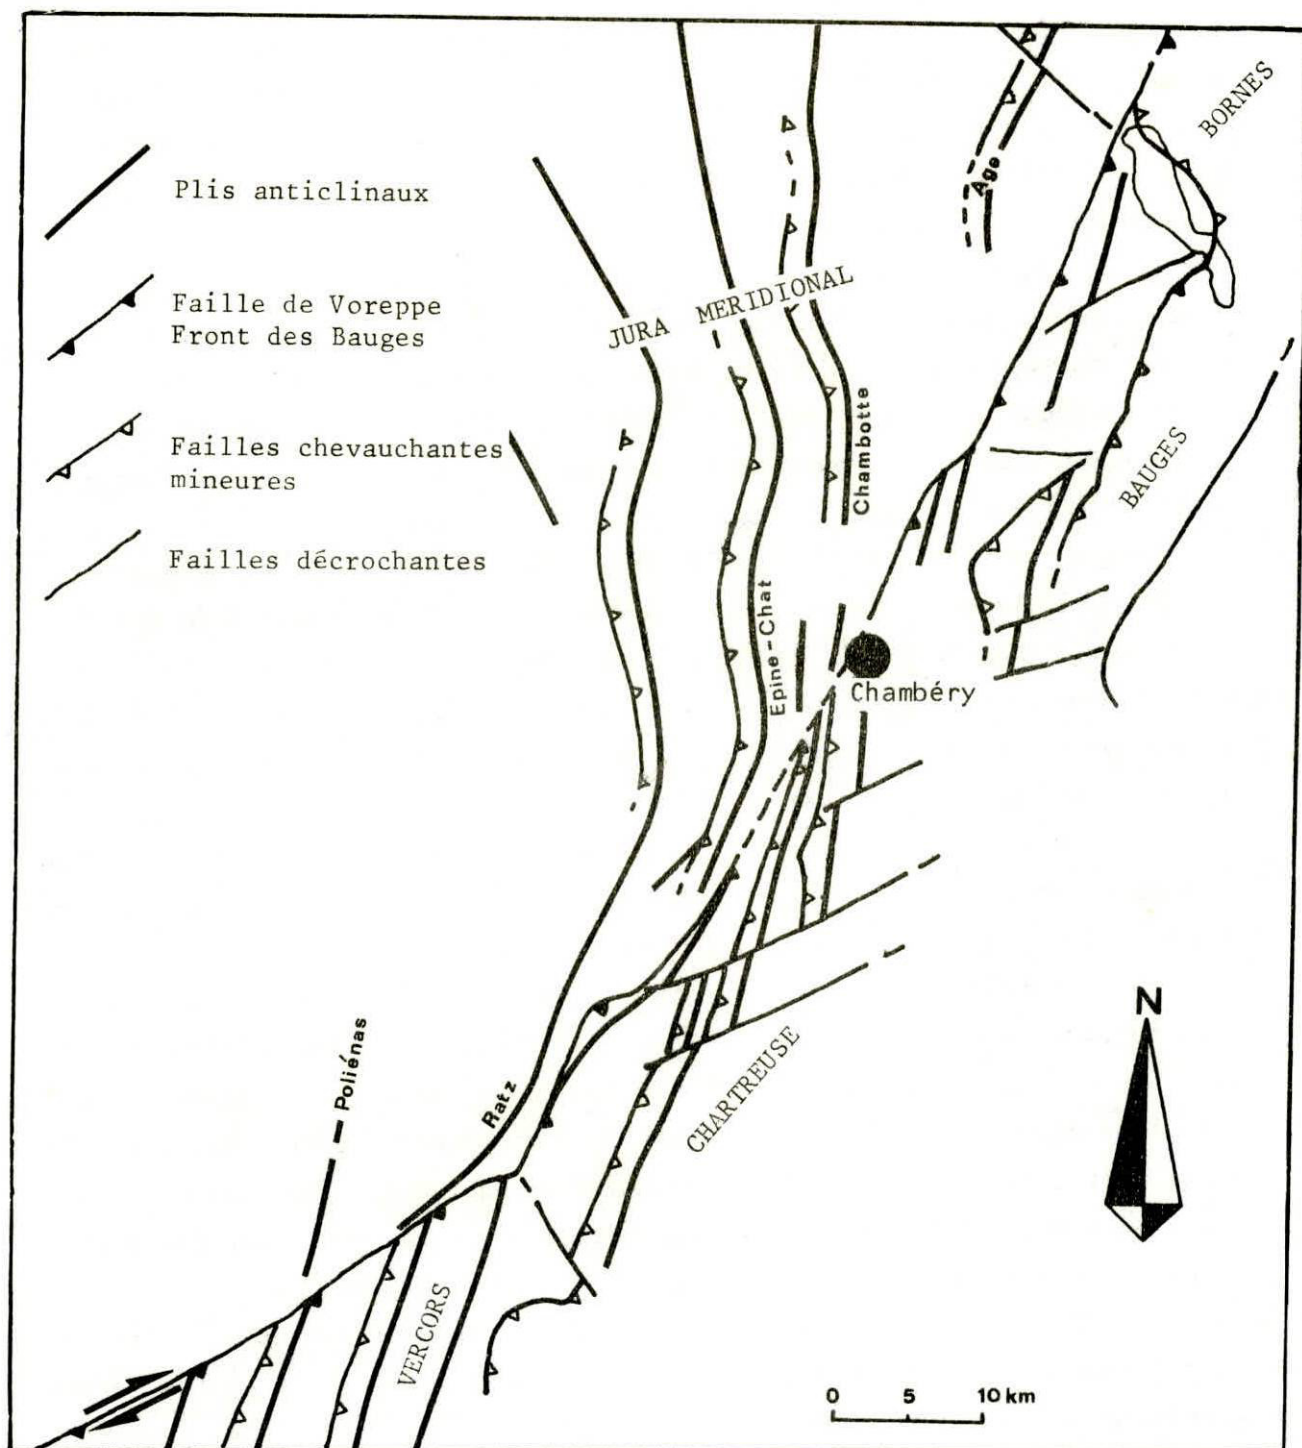 BORNES
Plis anticlinaux
Age
Faille de Voreppe
Front des Bauges
JURA MERIDIONAL
Failles chevauchantes
mineures
Chambotte
BAUGES
Failles décrochantes
Epine-Chat
Chambéry
N
Poliénas
Ratz
CHARTREUSE
VERCORS
0 5 10 km